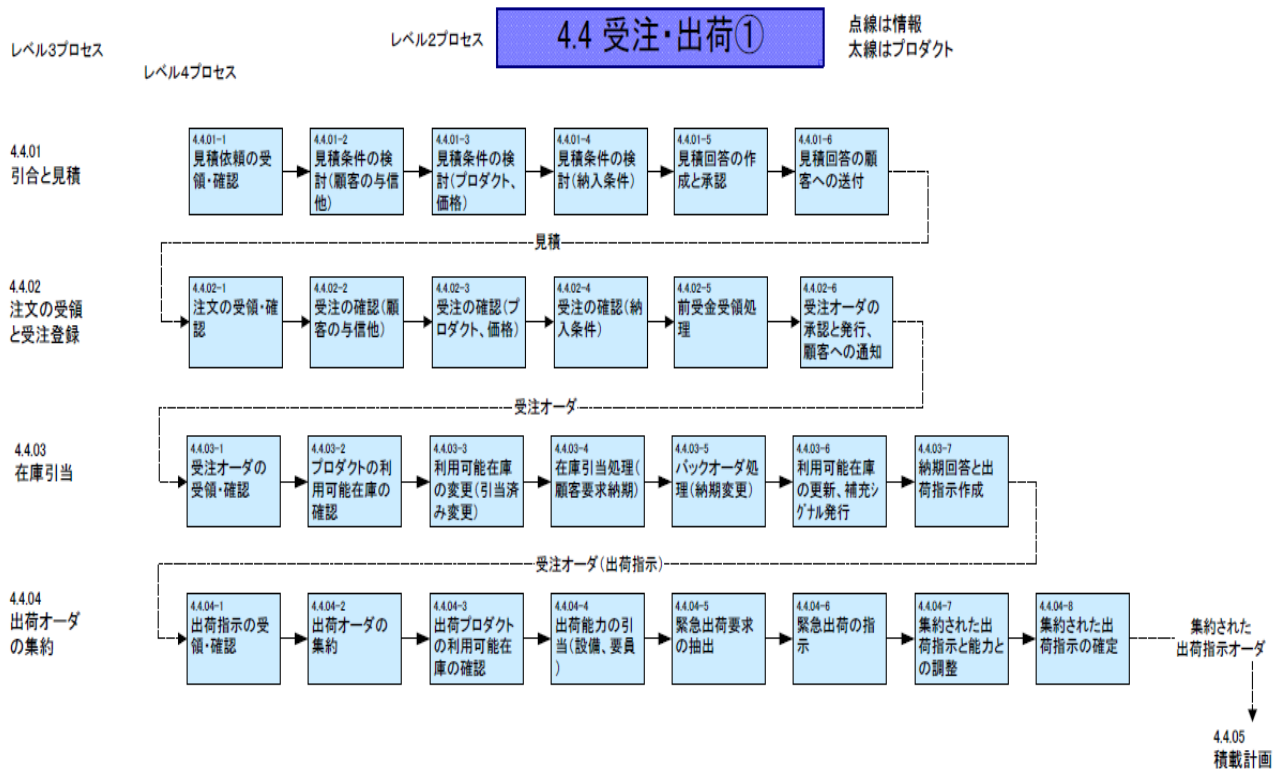 レベル3プロセス
レベル4プロセス
レベル2プロセス
4.4 受注・出荷①
点線は情報
太線はプロダクト
4.4.01
引合と見積
4.4.01-1
見積依頼の受
領・確認
4.4.01-2
見積条件の検
討(顧客の与信
他)
4.4.01-3
見積条件の検
討(プロダクト、
価格)
4.4.01-4
見積条件の検
討(納入条件)
4.4.01-5
見積回答の作
成と承認
4.4.01-6
見積回答の顧
客への送付
見積
4.4.02
注文の受領
と受注登録
4.4.02-1
注文の受領・確
認
4.4.02-2
受注の確認(顧
客の与信他)
4.4.02-3
受注の確認(プ
ロダクト、価格)
4.4.02-4
受注の確認(納
入条件)
4.4.02-5
前受金受領処
理
4.4.02-6
受注オーダの
承認と発行、
顧客への通知
受注オーダ
4.4.03
在庫引当
4.4.03-1
受注オーダの
受領・確認
4.4.03-2
プロダクトの利
用可能在庫の
確認
4.4.03-3
利用可能在庫
の変更(引当済
み変更)
4.4.03-4
在庫引当処理(
顧客要求納期)
4.4.03-5
バックオーダ処
理(納期変更)
4.4.03-6
利用可能在庫
の更新、補充シ
グナル発行
4.4.03-7
納期回答と出
荷指示作成
受注オーダ(出荷指示)
4.4.04
出荷オーダ
の集約
4.4.04-1
出荷指示の受
領・確認
4.4.04-2
出荷オーダの
集約
4.4.04-3
出荷プロダクト
の利用可能在
庫の確認
4.4.04-4
出荷能力の引
当(設備、要員
)
4.4.04-5
緊急出荷要求
の抽出
4.4.04-6
緊急出荷の指
示
4.4.04-7
集約された出
荷指示と能力と
の調整
4.4.04-8
集約された出
荷指示の確定
集約された
出荷指示オーダ
4.4.05
積載計画